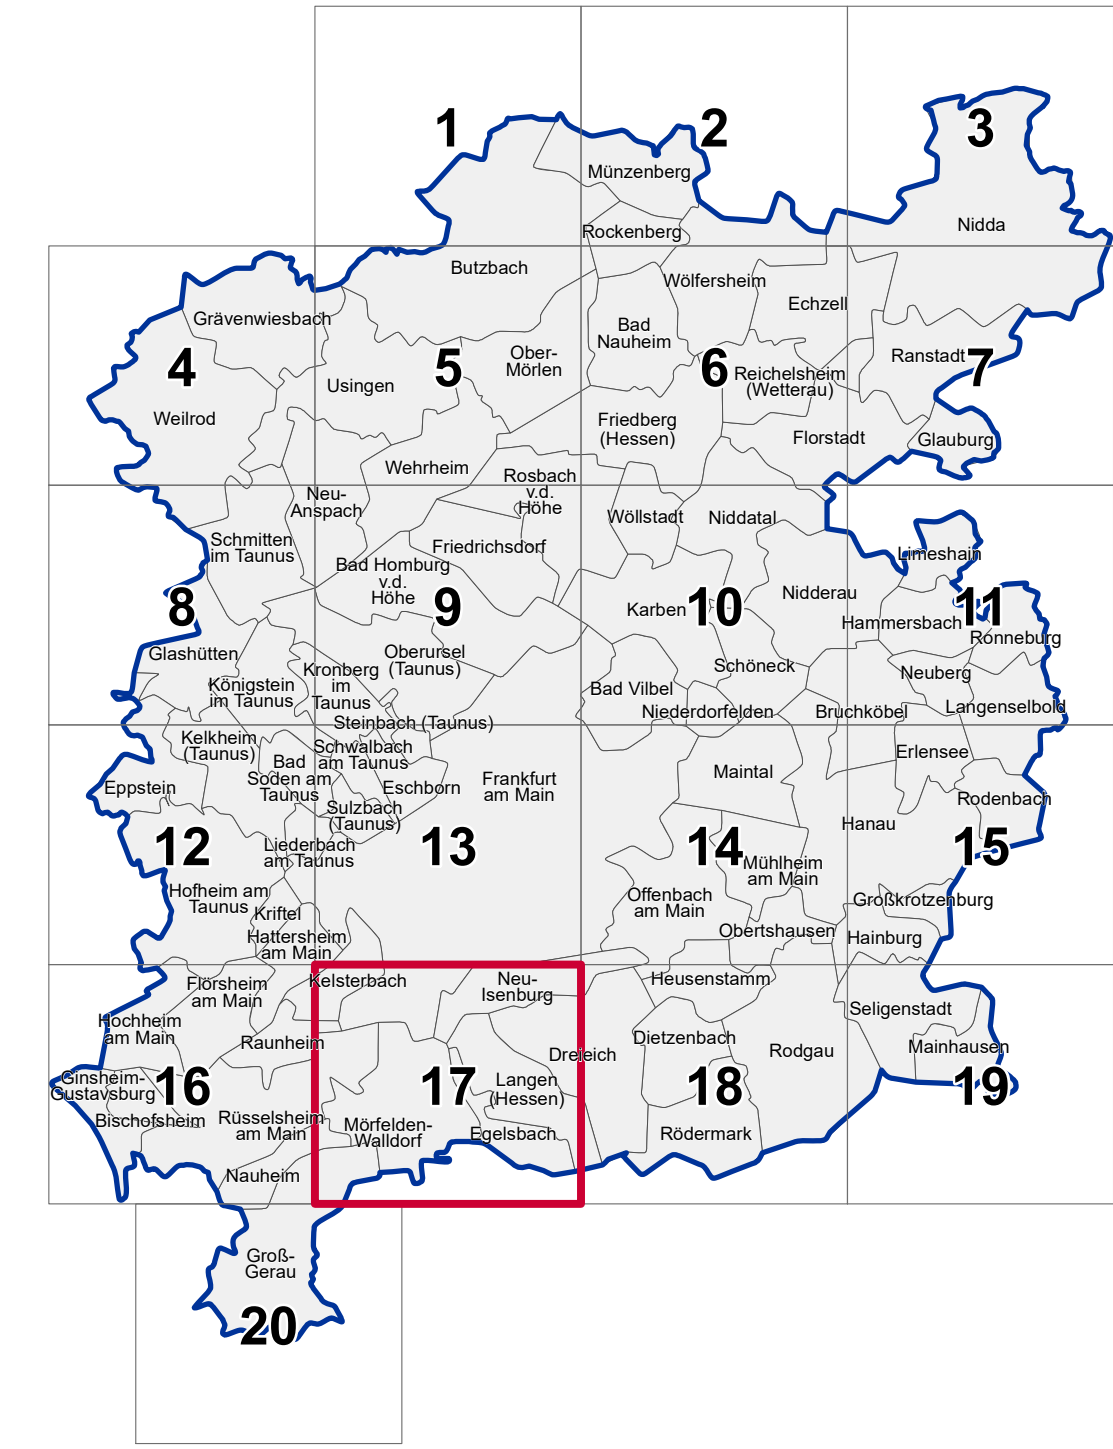 1
2
3
Münzenberg
Nidda
Rockenberg
Butzbach
Wölfersheim
Echzell
Grävenwiesbach
Bad
Nauheim
Ober-
Mörlen
Ranstadt
4
5
6
7
Usingen
Reichelsheim
(Wetterau)
Weilrod
Friedberg
(Hessen)
Florstadt
Glauburg
Wehrheim
Rosbach
v.d.
Höhe
Neu-
Anspach
Wöllstadt
Niddatal
Schmitten
im Taunus
Friedrichsdorf
Limeshain
Bad Homburg
v.d.
Höhe
Nidderau
8
9
10
11
Karben
Hammersbach
Ronneburg
Glashütten
Oberursel
(Taunus)
Schöneck
Neuberg
Königstein
im Taunus
Kronberg
im
Taunus
Bad Vilbel
Niederdorfelden
Bruchköbel
Langenselbold
Steinbach (Taunus)
Kelkheim
(Taunus)
Schwalbach
am Taunus
Erlensee
Bad
Soden am
Taunus
Maintal
Eppstein
Eschborn
Frankfurt
am Main
Rodenbach
Sulzbach
(Taunus)
Hanau
12
13
14
15
Liederbach
am Taunus
Mühlheim
am Main
Hofheim am
Taunus
Offenbach
am Main
Großkrotzenburg
Kriftel
Obertshausen
Hattersheim
am Main
Hainburg
Flörsheim
am Main
Kelsterbach
Neu-
Isenburg
Heusenstamm
Seligenstadt
Hochheim
am Main
Raunheim
Dietzenbach
Rodgau
Mainhausen
Dreieich
Ginsheim-
Gustavsburg
16
17
18
19
Langen
(Hessen)
Bischofsheim
Rüsselsheim
am Main
Mörfelden-
Walldorf
Egelsbach
Rödermark
Nauheim
Groß-
Gerau
20